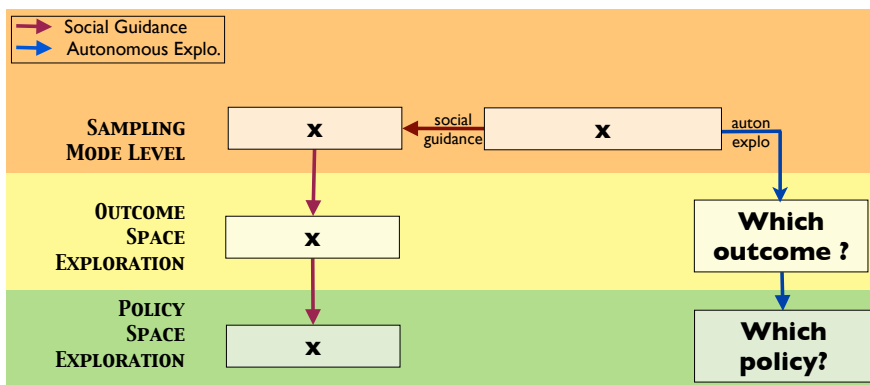 Social Guidance
Autonomous Explo.
SAMPLING
MODE LEVEL
x
social
guidance
x
auton
explo
OUTCOME
SPACE
EXPLORATION
x
Which
outcome ?
POLICY
SPACE
EXPLORATION
x
Which
policy?